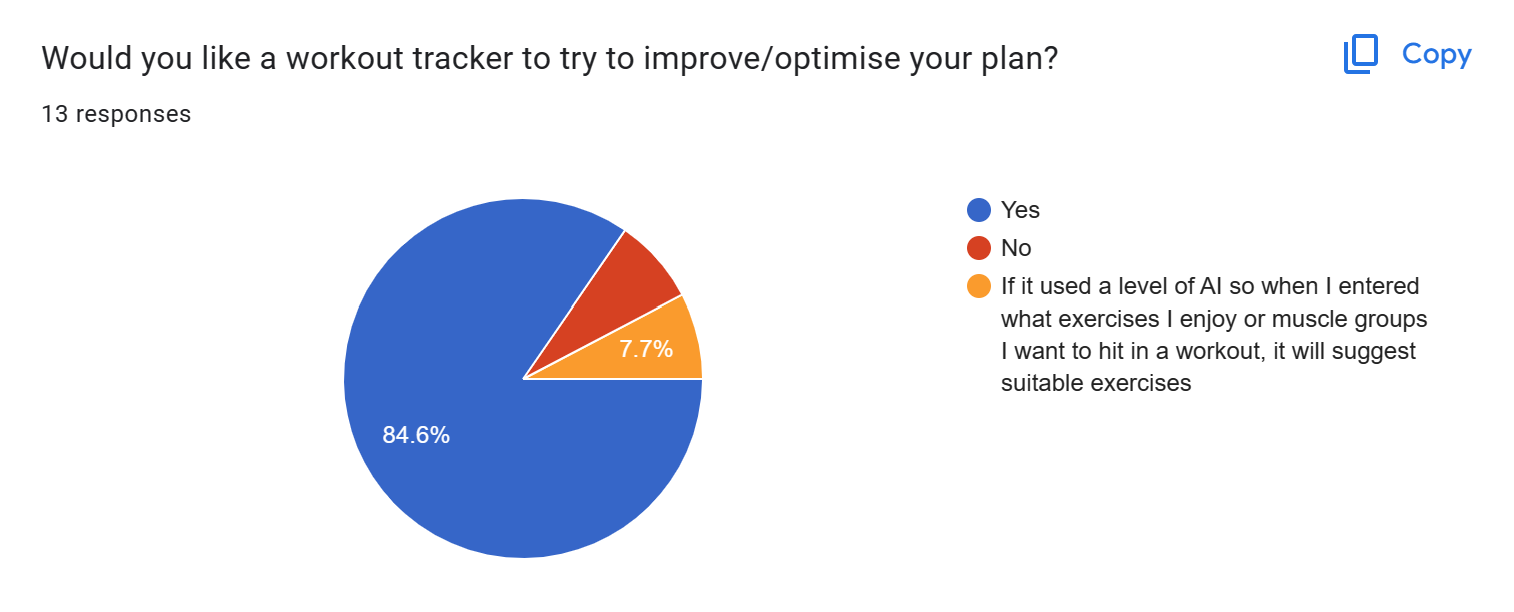 Would you like a workout tracker to try to improve/optimise your plan?
Copy
13 responses
84.6%
7.7%
Yes
No
If it used a level of AI so when I entered
what exercises I enjoy or muscle groups
I want to hit in a workout, it will suggest
suitable exercises